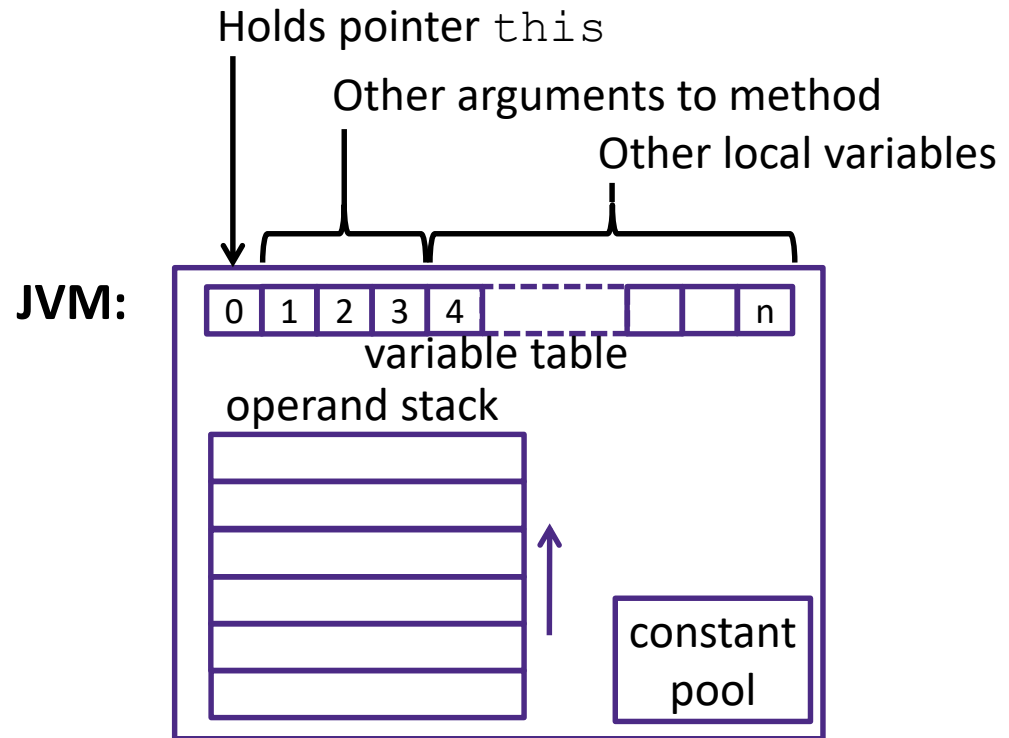 Holds pointer this
Other arguments to method
Other local variables
JVM:
0 1 2 3 4 n
variable table
operand stack
constant
pool